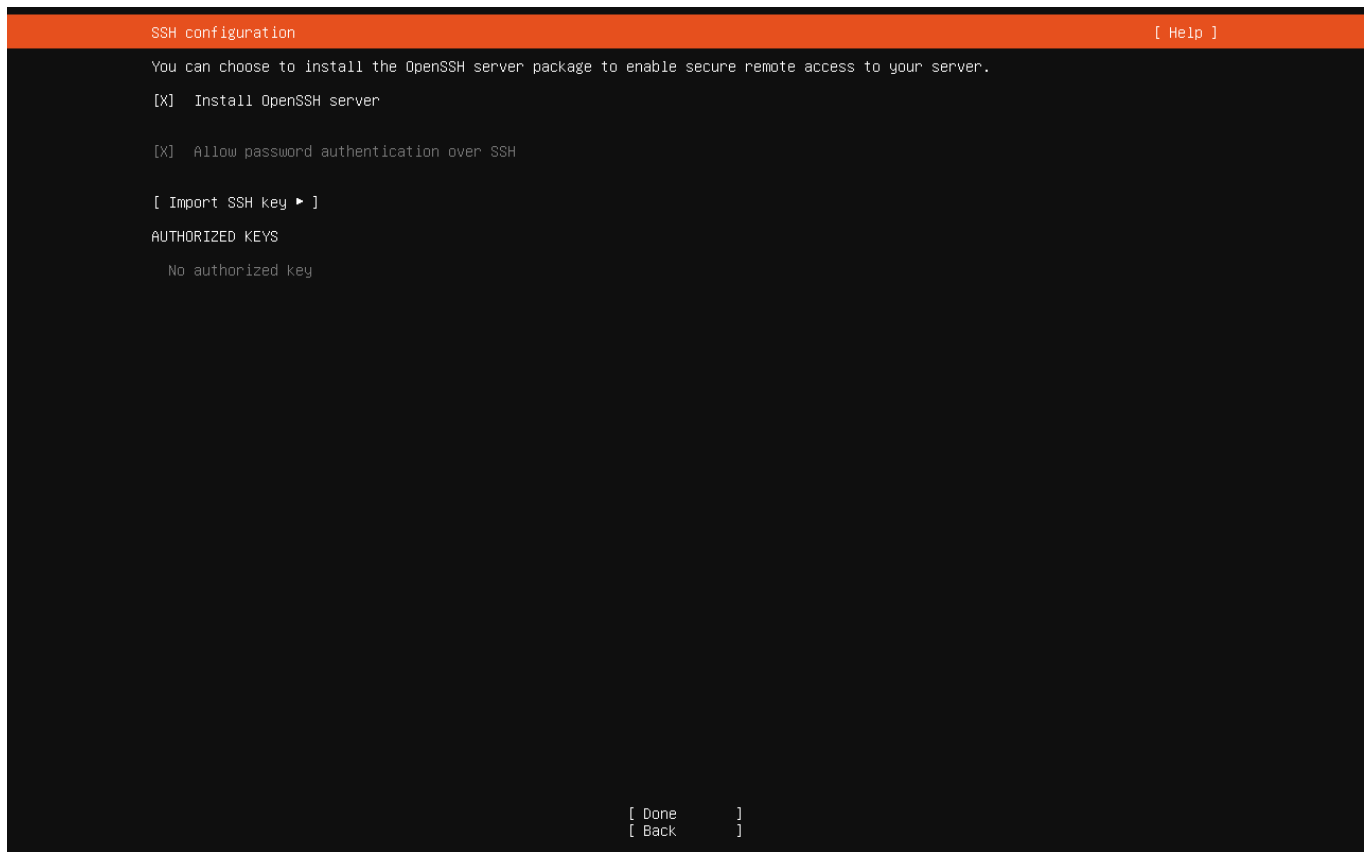 SSH configuration [ Help ]
You can choose to install the OpenSSH server package to enable secure remote access to your server.
[X] Install OpenSSH server
[X] Allow password authentication over SSH
[ Import SSH key ▸ ]
AUTHORIZED KEYS
No authorized key
[ Done ]
[ Back ]